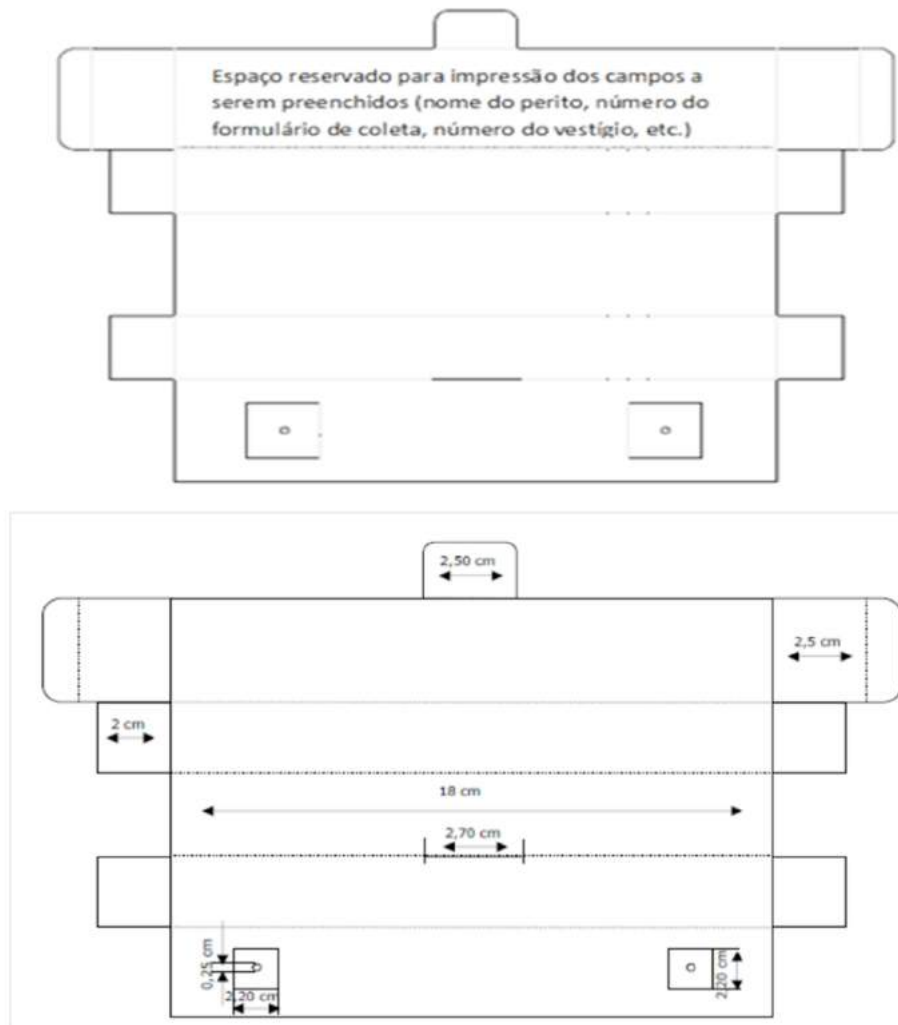 Espaço reservado para impressão dos campos a
serem preenchidos (nome do perito, número do
formulário de coleta, número do vestígio, etc.)
2,50 cm
2,5 cm
2 cm
18 cm
2,70 cm
0,25 cm
2,20 cm
2,20 cm